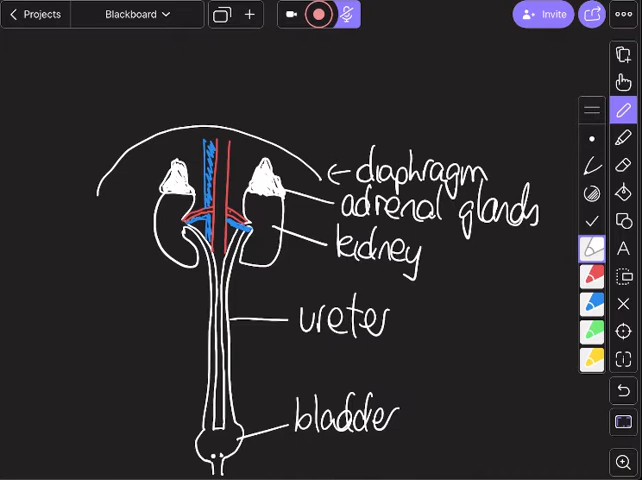 Projects
Blackboard
Invite
← diaphragm
adrenal glands
kidney
ureter
bladder